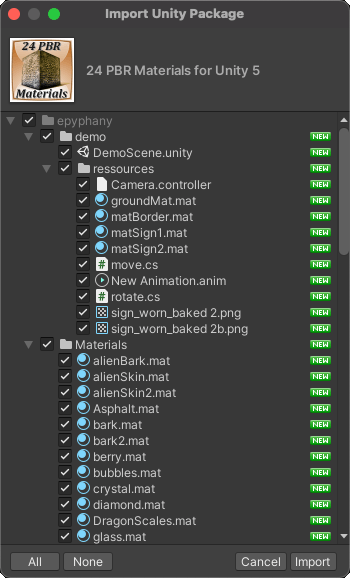 Import Unity Package
24 PBR
Materials
24 PBR Materials for Unity 5
epyphany
demo NEW
DemoScene.unity NEW
ressources NEW
Camera.controller NEW
groundMat.mat NEW
matBorder.mat NEW
matSign1.mat NEW
matSign2.mat NEW
# move.cs NEW
New Animation.anim NEW
# rotate.cs NEW
sign_worn_baked 2.png NEW
sign_worn_baked 2b.png NEW
Materials NEW
alienBark.mat NEW
alienSkin.mat NEW
alienSkin2.mat NEW
Asphalt.mat NEW
bark.mat NEW
bark2.mat NEW
berry.mat NEW
bubbles.mat NEW
crystal.mat NEW
diamond.mat NEW
DragonScales.mat NEW
glass.mat NEW
All None Cancel Import